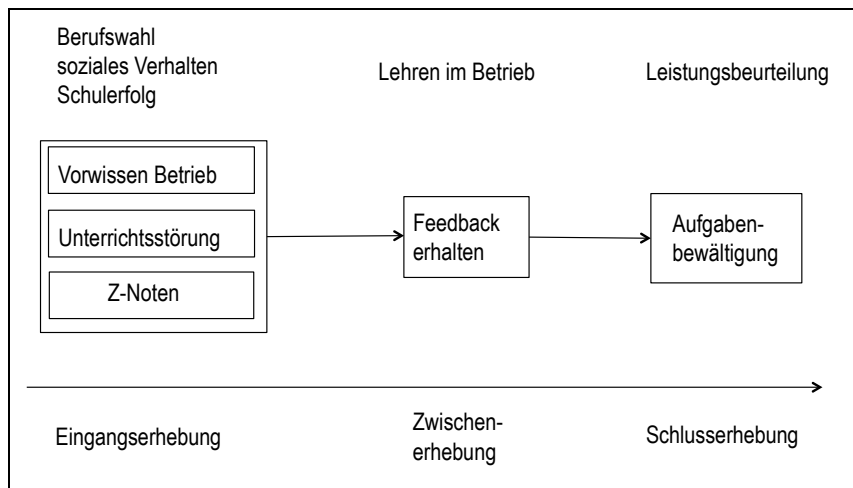 Berufswahl
soziales Verhalten
Schulerfolg
Lehren im Betrieb
Leistungsbeurteilung
Vorwissen Betrieb
Unterrichtsstörung
Z-Noten
Feedback
erhalten
Aufgaben-
bewältigung
Eingangserhebung
Zwischen-
erhebung
Schlusserhebung